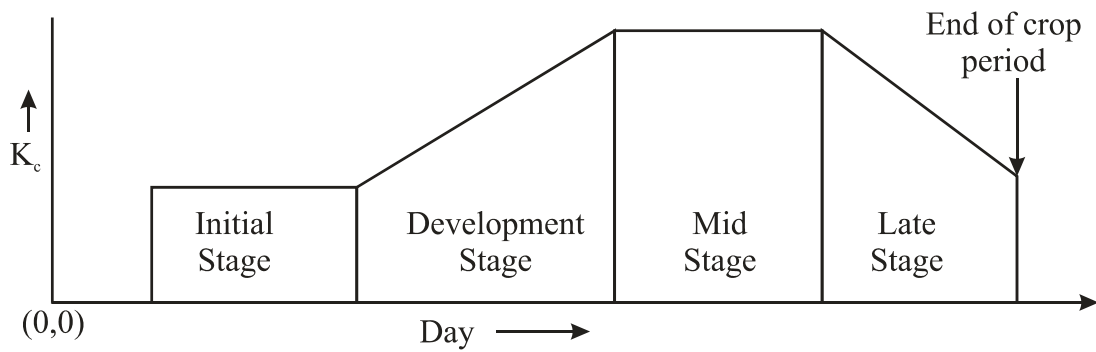 End of crop
period
K_c
Initial
Stage
Development
Stage
Mid
Stage
Late
Stage
(0,0)
Day